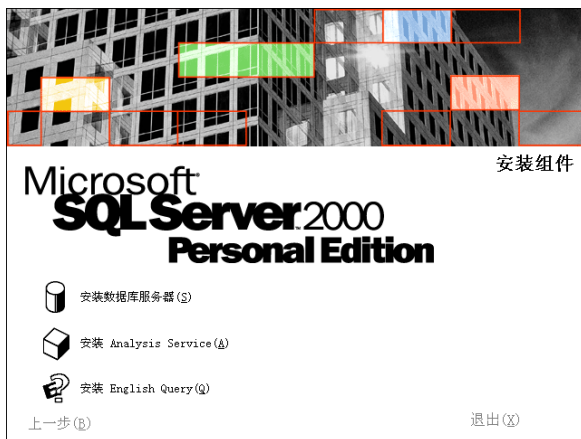 安装组件
Microsoft
SQL Server 2000
Personal Edition
安装数据库服务器(S)
安装 Analysis Service(A)
安装 English Query(Q)
上一步(B)
退出(X)